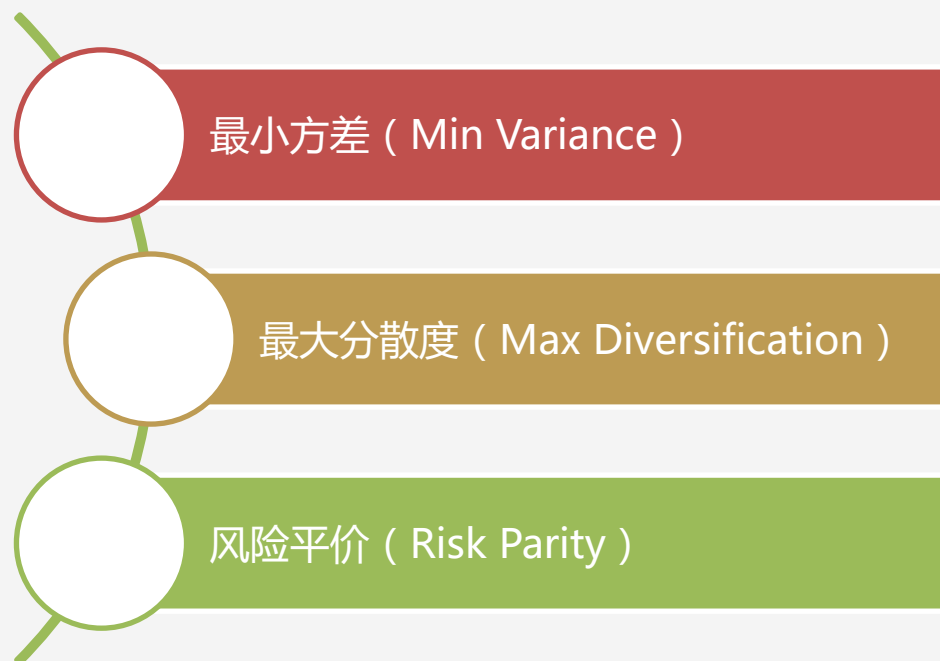 最小方差（Min Variance）
最大分散度（Max Diversification）
风险平价（Risk Parity）